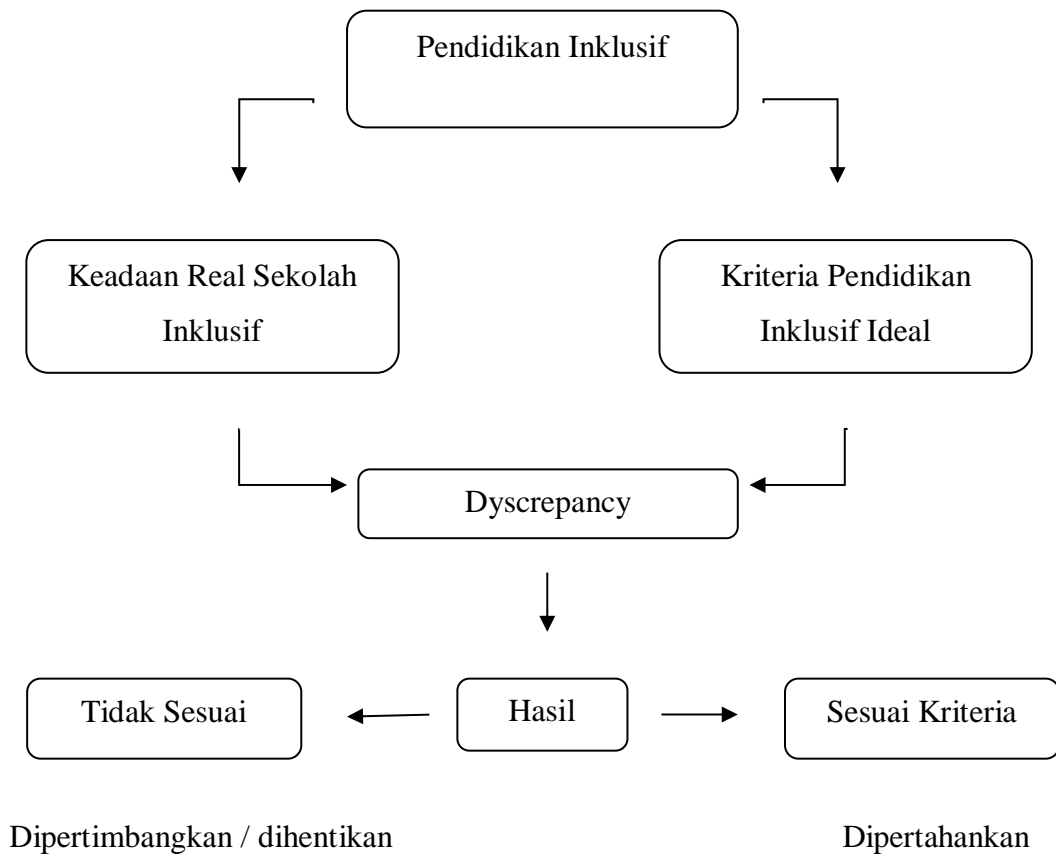 Pendidikan Inklusif
Keadaan Real Sekolah
Inklusif
Kriteria Pendidikan
Inklusif Ideal
Dyscrepancy
Tidak Sesuai
Hasil
Sesuai Kriteria
Dipertimbangkan / dihentikan
Dipertahankan